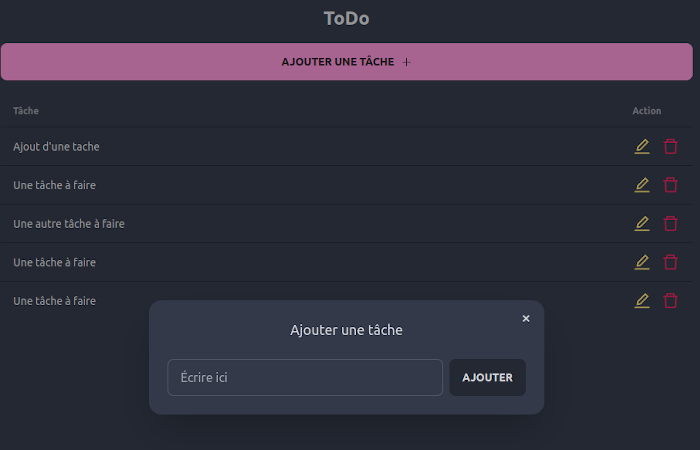 ToDo
AJOUTER UNE TÂCHE +
Tâche Action
Ajout d'une tache
Une tâche à faire
Une autre tâche à faire
Une tâche à faire
Une tâche à faire
×
Ajouter une tâche
Écrire ici AJOUTER